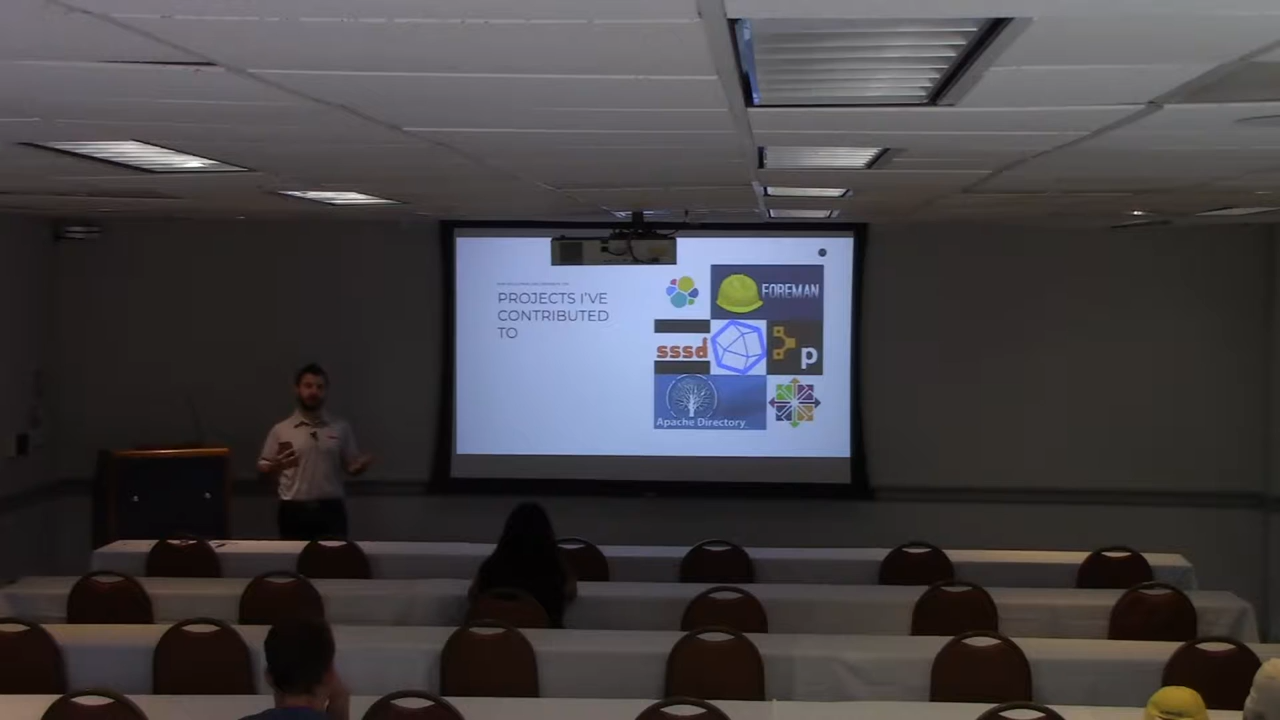 PROJECTS I'VE
CONTRIBUTED
TO
FOREMAN
sssd
p
Apache Directory